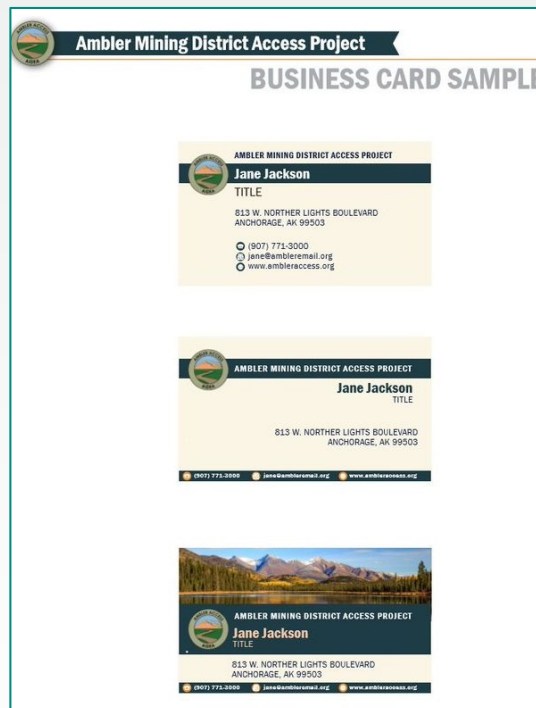 Ambler Mining District Access Project
BUSINESS CARD SAMPLE
AMBLER MINING DISTRICT ACCESS PROJECT
Jane Jackson
TITLE
813 W. NORTHER LIGHTS BOULEVARD
ANCHORAGE, AK 99503
(907) 771-3000
jane@ambleremail.org
www.ambleraccess.org
AMBLER MINING DISTRICT ACCESS PROJECT
Jane Jackson
TITLE
813 W. NORTHER LIGHTS BOULEVARD
ANCHORAGE, AK 99503
(907) 771-3000 jane@ambleremail.org www.ambleraccess.org
AMBLER MINING DISTRICT ACCESS PROJECT
Jane Jackson
TITLE
813 W. NORTHER LIGHTS BOULEVARD
ANCHORAGE, AK 99503
(907) 771-3000 jane@ambleremail.org www.ambleraccess.org